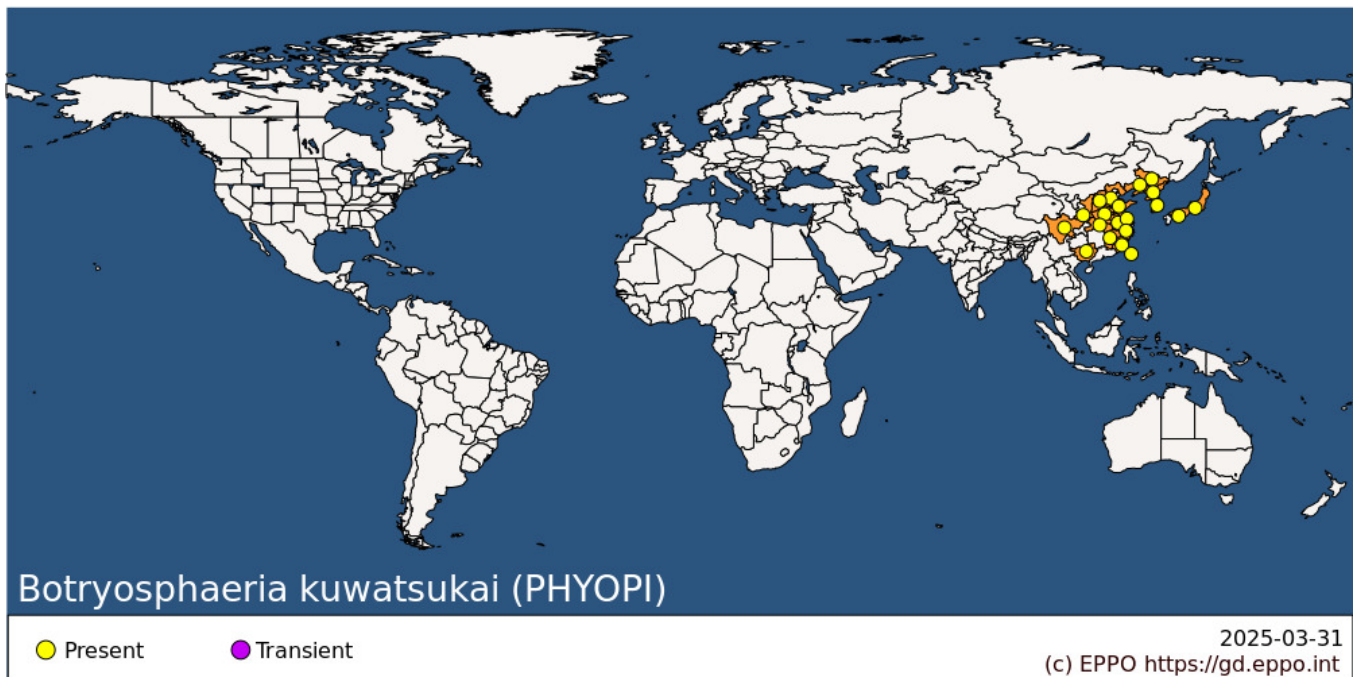 Botryosphaeria kuwatsukai (PHYOPI)
Present
Transient
2025-03-31
(c) EPPO https://gd.eppo.int